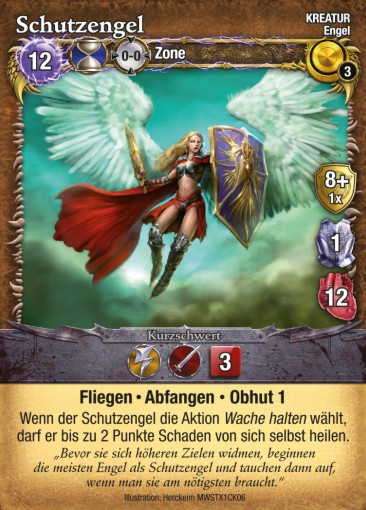 Schutzengel
KREATUR
Engel
12
0-0
Zone
3
8+
1x
1
12
Kurzschwert
3
Fliegen • Abfangen • Obhut 1
Wenn der Schutzengel die Aktion Wache halten wählt,
darf er bis zu 2 Punkte Schaden von sich selbst heilen.
„Bevor sie sich höheren Zielen widmen, beginnen
die meisten Engel als Schutzengel und tauchen dann auf,
wenn man sie am nötigsten braucht.“
Illustration: Herckeim MWSTX1CK06